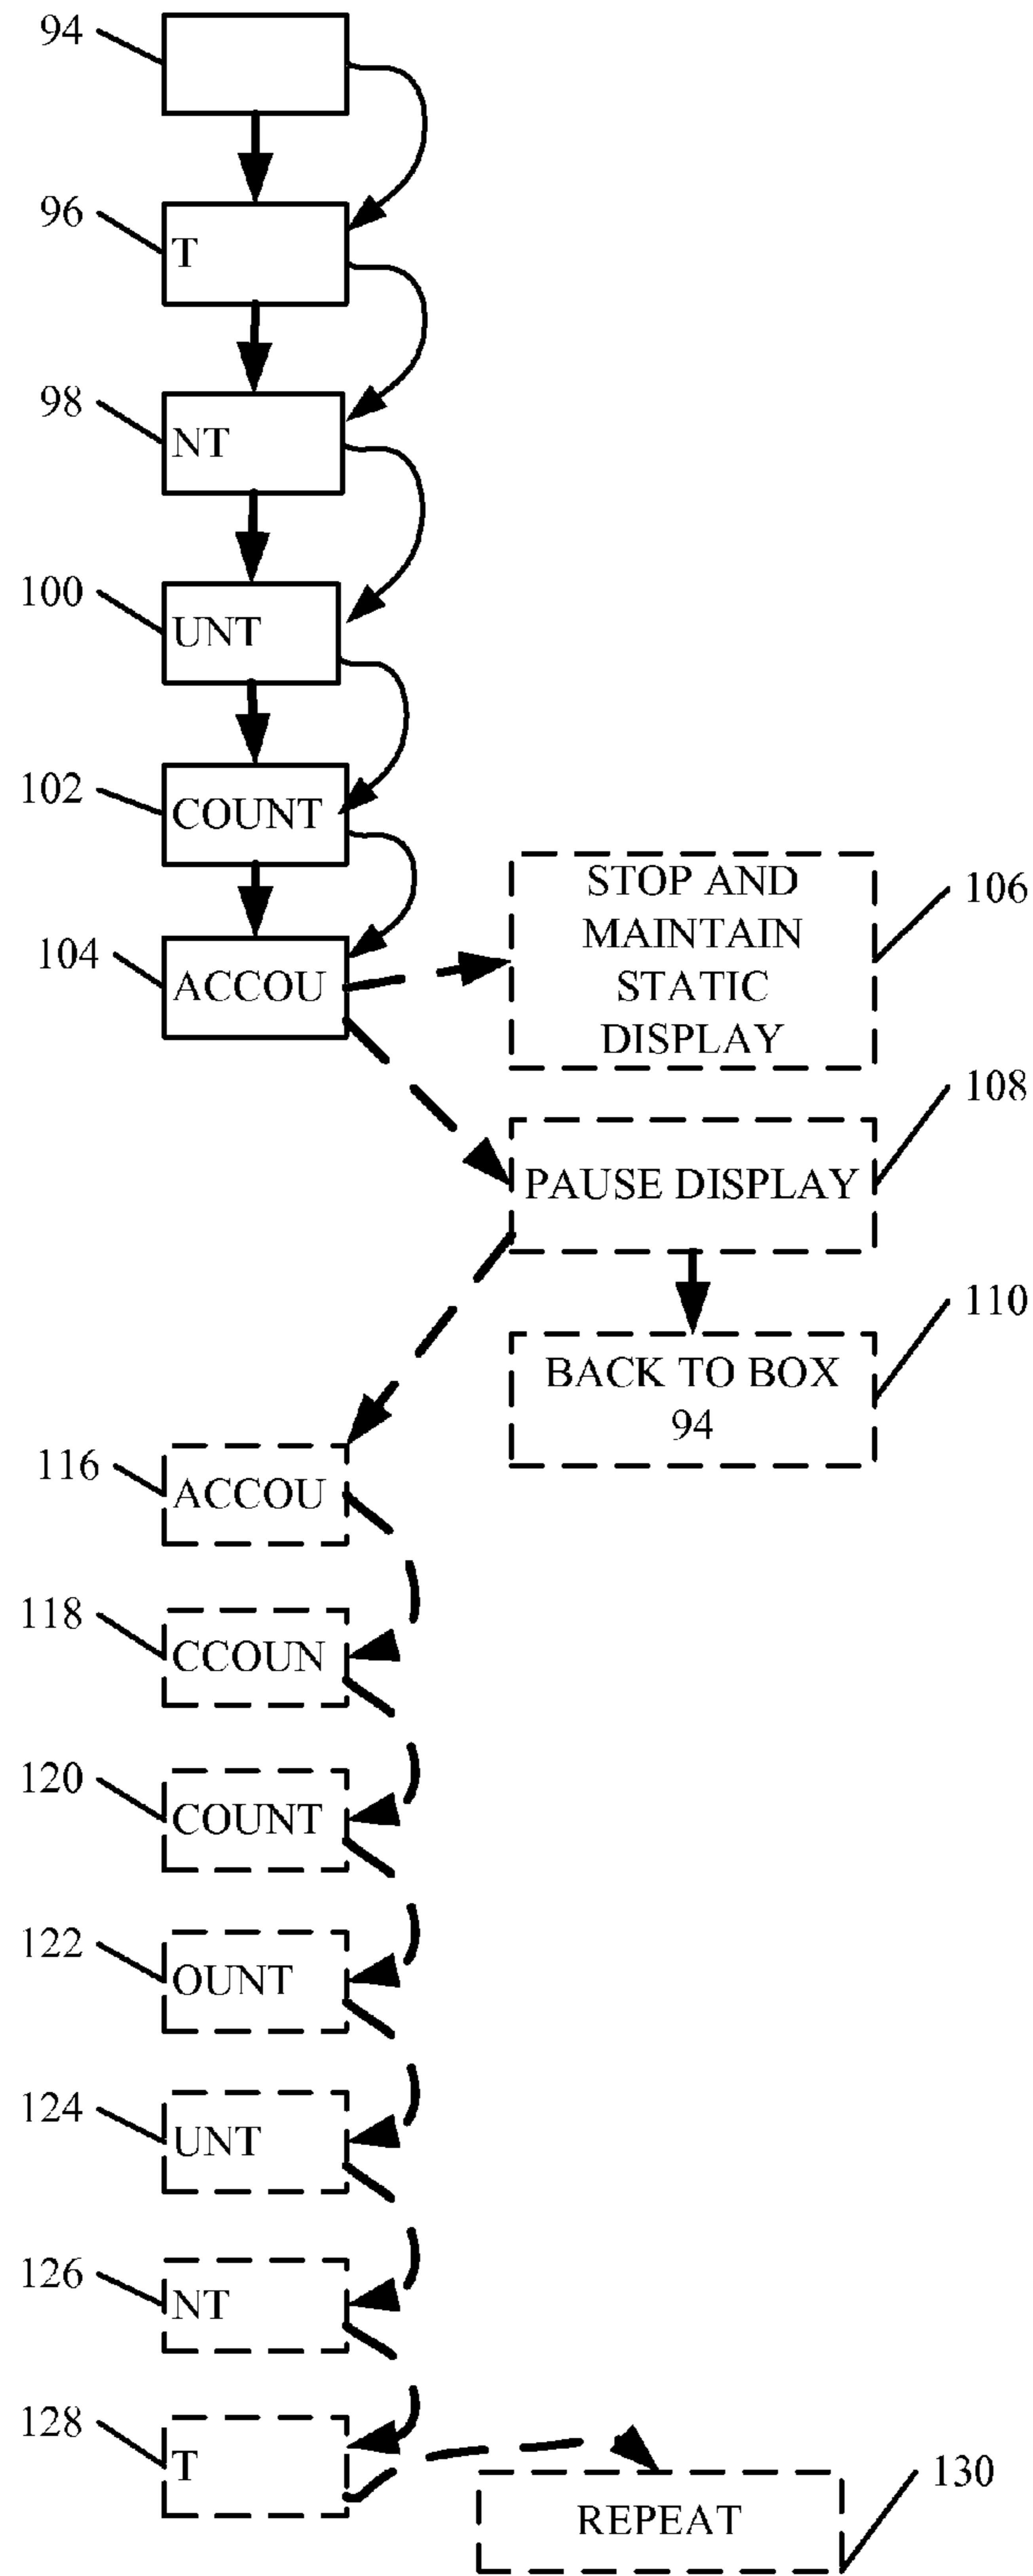 94
96
T
98
NT
100
UNT
102
COUNT
104
ACCOU
STOP AND
MAINTAIN
STATIC
DISPLAY
106
108
PAUSE DISPLAY
110
BACK TO BOX
94
116
ACCOU
118
CCOUN
120
COUNT
122
OUNT
124
UNT
126
NT
128
T
130
REPEAT